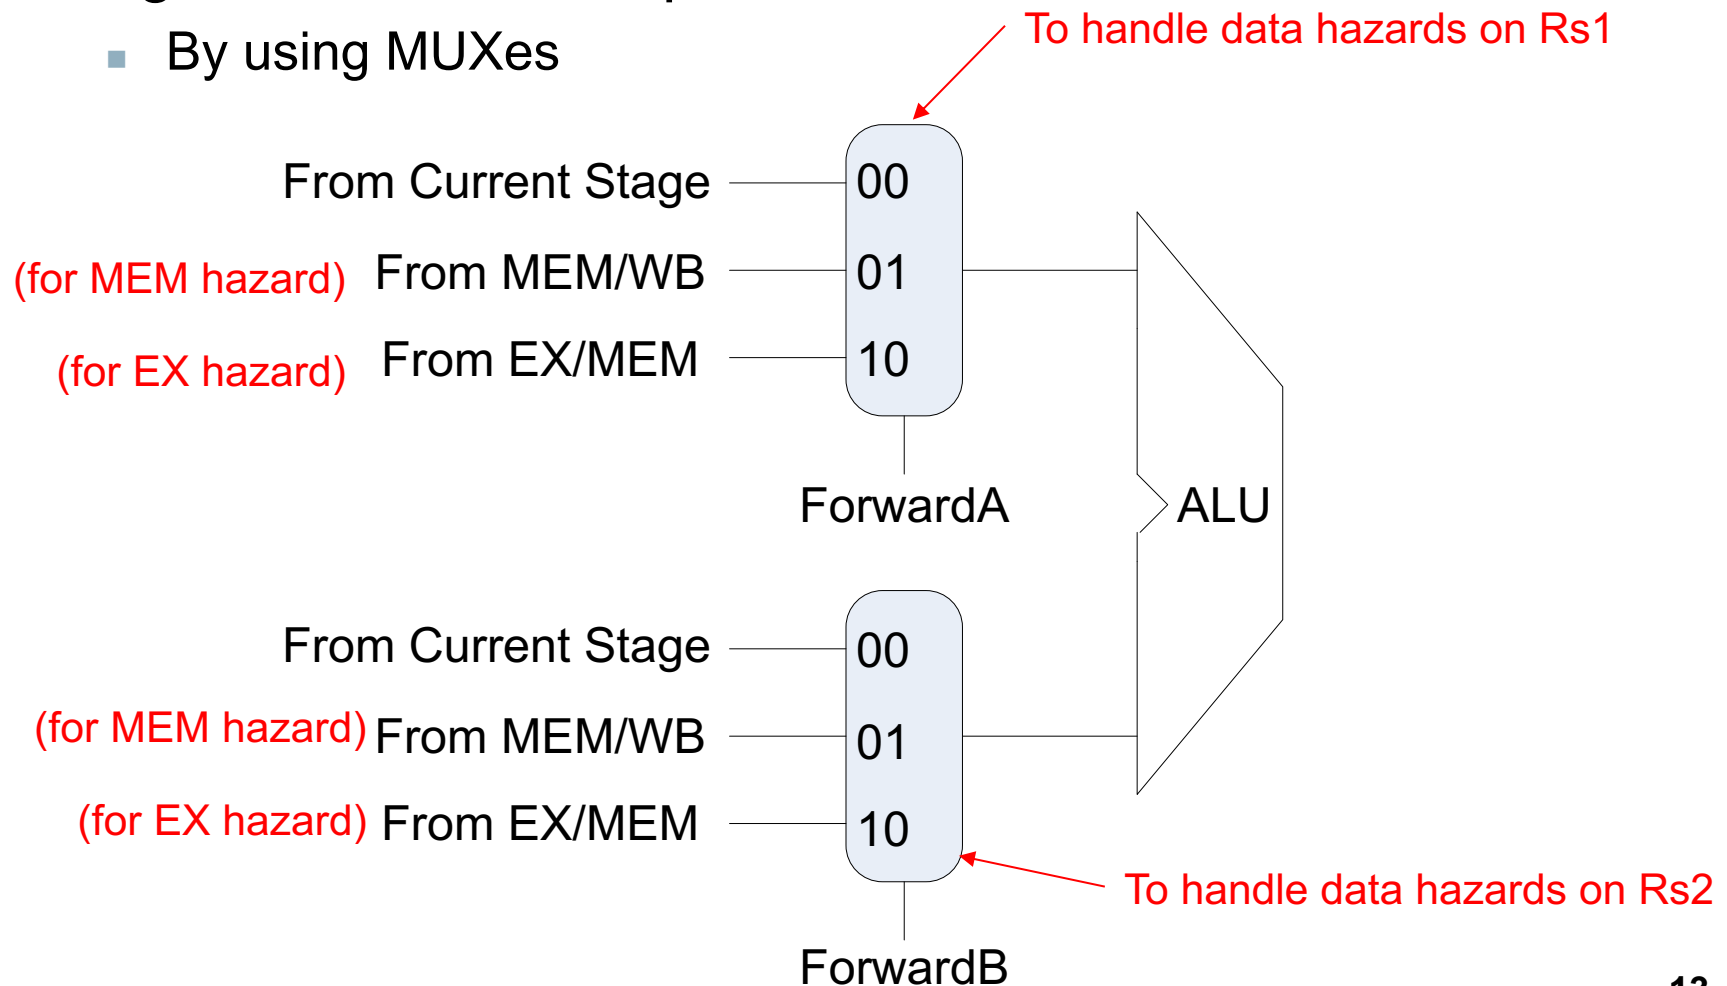 To handle data hazards on Rs1
By using MUXes
From Current Stage 00
(for MEM hazard) From MEM/WB 01
(for EX hazard) From EX/MEM 10
ForwardA
ALU
From Current Stage 00
(for MEM hazard) From MEM/WB 01
(for EX hazard) From EX/MEM 10
To handle data hazards on Rs2
ForwardB